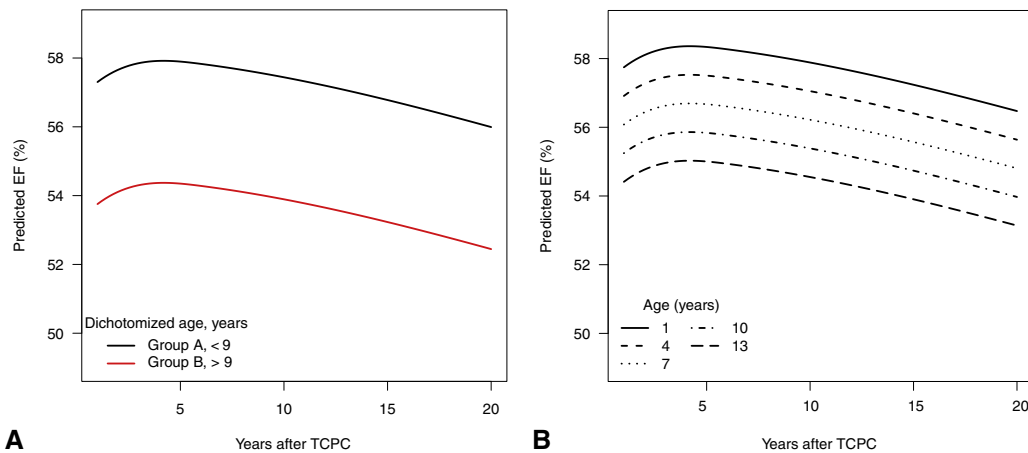 58
56
54
52
50
Predicted EF (%)
Dichotomized age, years
Group A, < 9
Group B, > 9
5
10
15
20
Years after TCPC
A
58
56
54
52
50
Predicted EF (%)
Age (years)
1
10
4
13
7
5
10
15
20
Years after TCPC
B